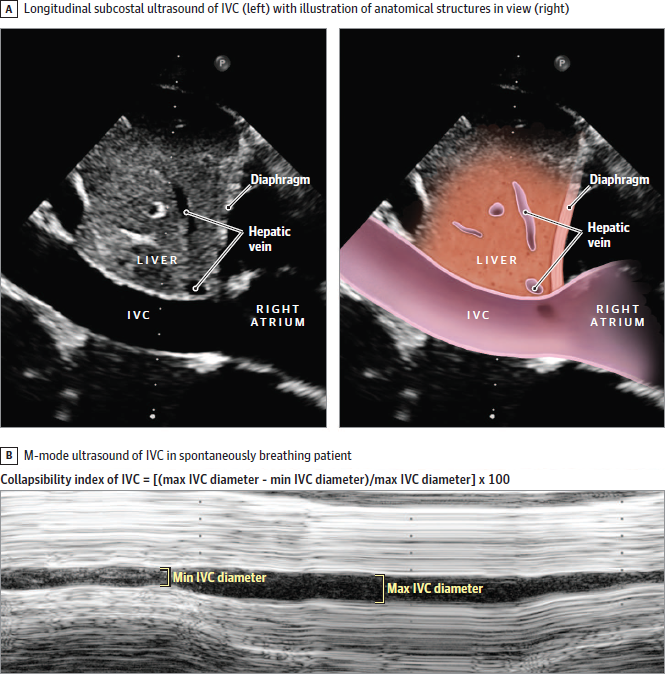 A Longitudinal subcostal ultrasound of IVC (left) with illustration of anatomical structures in view (right)
P
Diaphragm
Hepatic
vein
LIVER
IVC
RIGHT
ATRIUM
P
Diaphragm
Hepatic
vein
LIVER
IVC
RIGHT
ATRIUM
B M-mode ultrasound of IVC in spontaneously breathing patient
Collapsibility index of IVC = [(max IVC diameter - min IVC diameter)/max IVC diameter] x 100
Min IVC diameter
Max IVC diameter